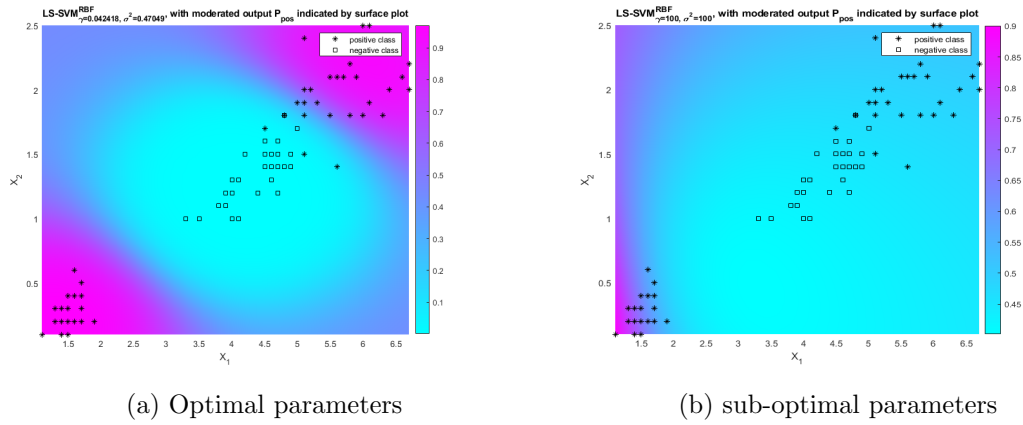 LS-SVM^RBF_γ=0.042418, σ²=0.47049, with moderated output P_pos indicated by surface plot
positive class
negative class
2.5
2
1.5
1
0.5
X_2
1.5 2 2.5 3 3.5 4 4.5 5 5.5 6 6.5
X_1
0.9
0.8
0.7
0.6
0.5
0.4
0.3
0.2
0.1
(a) Optimal parameters
LS-SVM^RBF_γ=100, σ²=100, with moderated output P_pos indicated by surface plot
positive class
negative class
2.5
2
1.5
1
0.5
X_2
1.5 2 2.5 3 3.5 4 4.5 5 5.5 6 6.5
X_1
0.9
0.85
0.8
0.75
0.7
0.65
0.6
0.55
0.5
0.45
(b) sub-optimal parameters